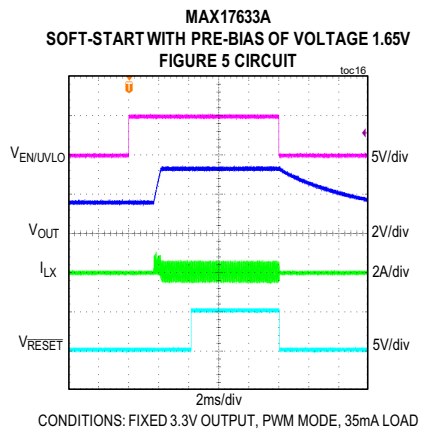 MAX17633A
SOFT-START WITH PRE-BIAS OF VOLTAGE 1.65V
FIGURE 5 CIRCUIT
toc16
T
VEN/UVLO
5V/div
VOUT
2V/div
ILX
2A/div
VRESET
5V/div
2ms/div
CONDITIONS: FIXED 3.3V OUTPUT, PWM MODE, 35mA LOAD